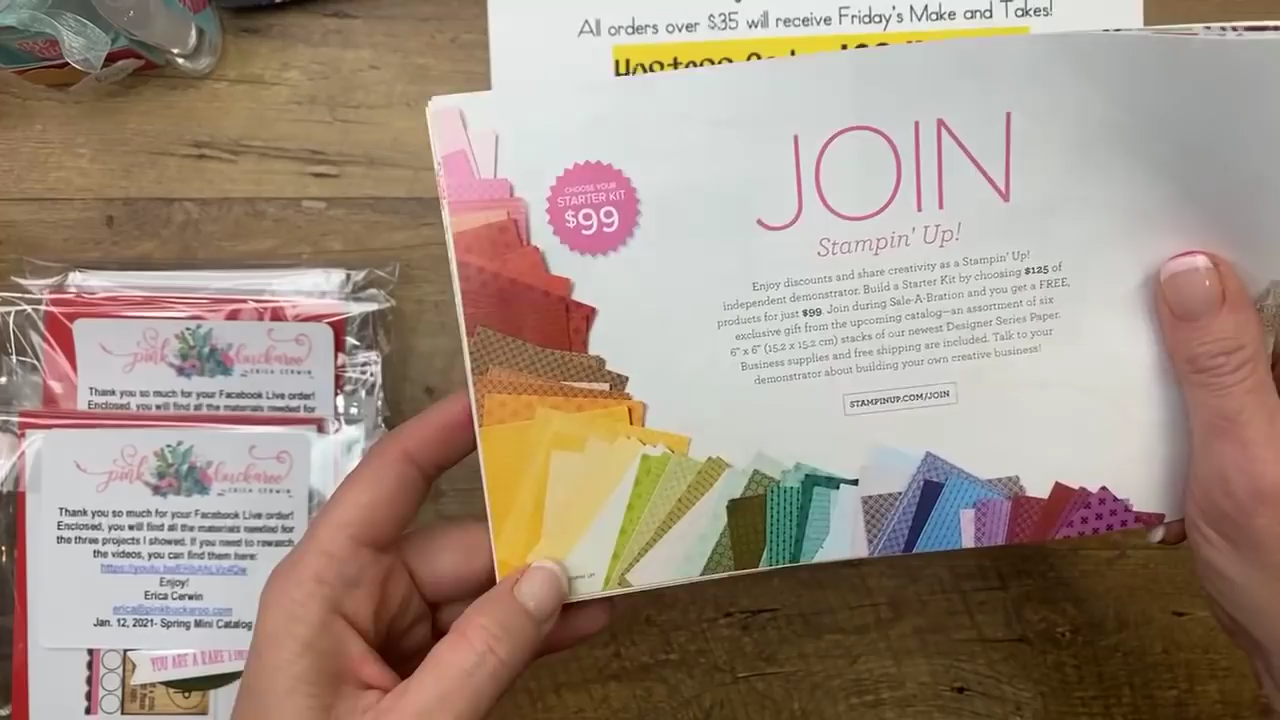 All orders over $35 will receive Friday's Make and Takes!
JOIN
Stampin' Up!
CHOOSE YOUR
STARTER KIT
$99
Enjoy discounts and share creativity as a Stampin' Up!
independent demonstrator. Build a Starter Kit by choosing $125 of
products for just $99. Join during Sale-A-Bration and you get a FREE,
exclusive gift from the upcoming catalog—an assortment of six
6" x 6" (15.2 x 15.2 cm) stacks of our newest Designer Series Paper.
Business supplies and free shipping are included. Talk to your
demonstrator about building your own creative business!
STAMPINUP.COM/JOIN
pink buckaroo
by ERICA CERWIN
Thank you so much for your Facebook Live order!
Enclosed, you will find all the materials needed for
pink buckaroo
by ERICA CERWIN
Thank you so much for your Facebook Live order!
Enclosed, you will find all the materials needed for
the three projects I showed. If you need to rewatch
the videos, you can find them here:
Enjoy!
Erica Cerwin
erica@pinkbuckaroo.com
Jan. 12, 2021- Spring Mini Catalog
YOU ARE A RARE